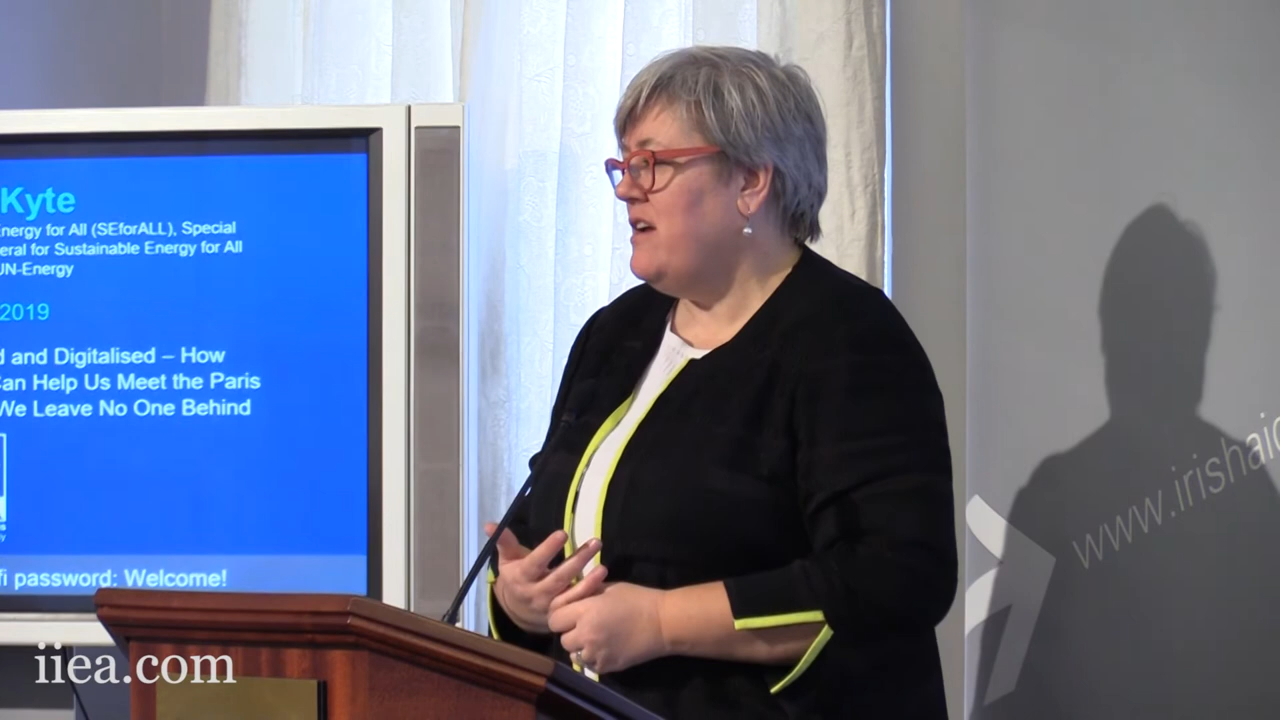 Kyte
nergy for All (SEforALL), Special
eral for Sustainable Energy for All
UN-Energy
2019
d and Digitalised – How
Can Help Us Meet the Paris
We Leave No One Behind
fi password: Welcome!
www.irishaid
iiea.com